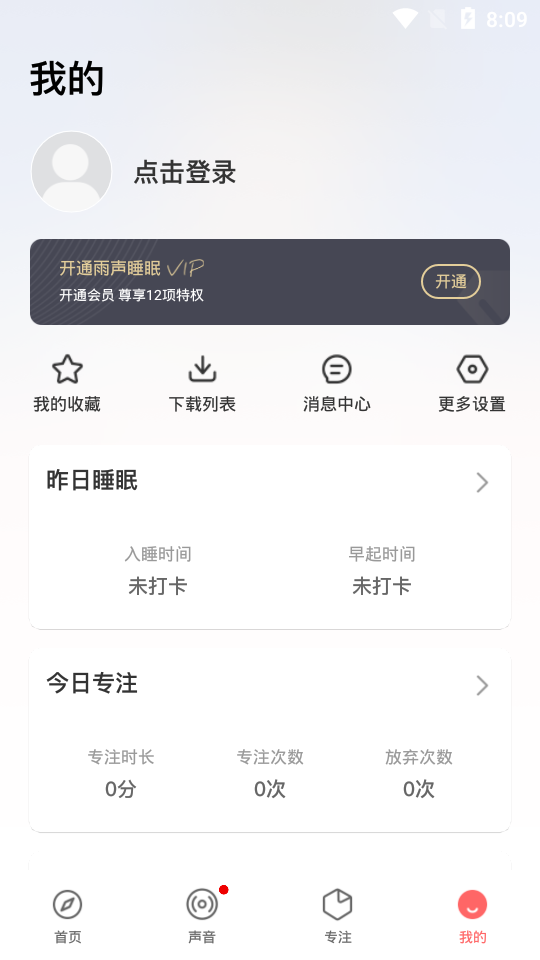 8:09
我的
点击登录
开通雨声睡眠 VIP
开通会员 尊享12项特权
开通
我的收藏
下载列表
消息中心
更多设置
昨日睡眠
入睡时间
早起时间
未打卡
未打卡
今日专注
专注时长
专注次数
放弃次数
0分
0次
0次
首页
声音
专注
我的